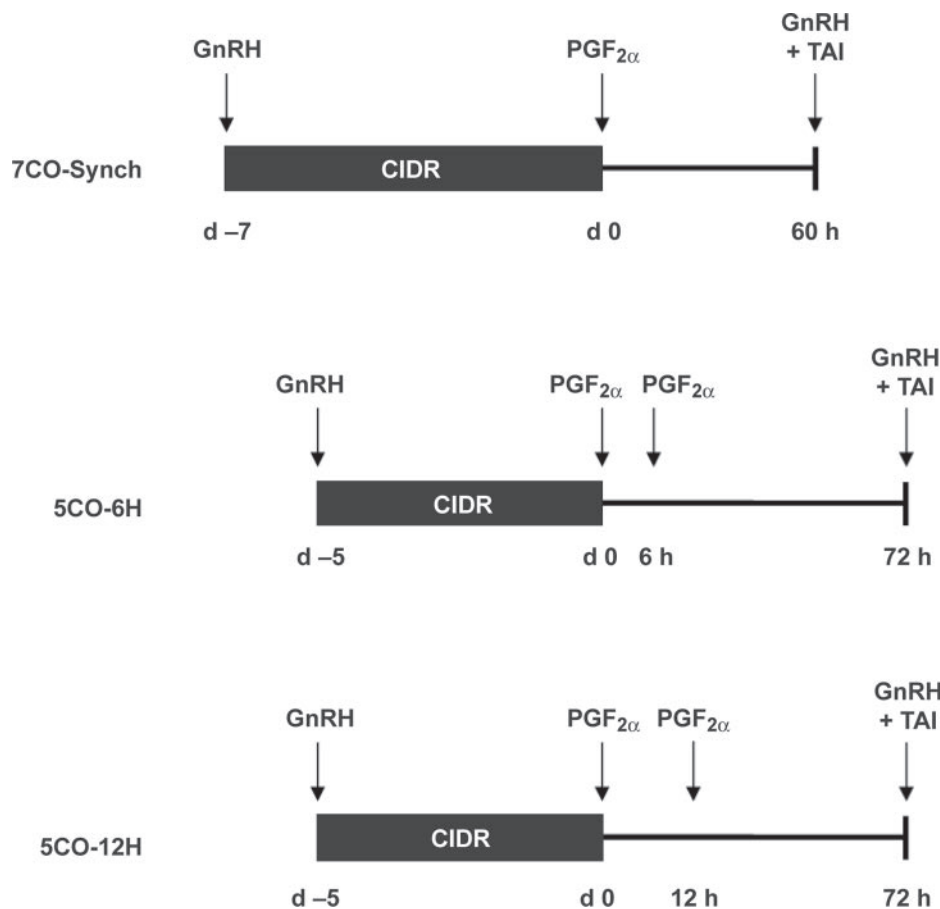 GnRH
PGF2α
GnRH
+ TAI
7CO-Synch
CIDR
d –7
d 0
60 h
GnRH
PGF2α
PGF2α
GnRH
+ TAI
5CO-6H
CIDR
d –5
d 0
6 h
72 h
GnRH
PGF2α
PGF2α
GnRH
+ TAI
5CO-12H
CIDR
d –5
d 0
12 h
72 h